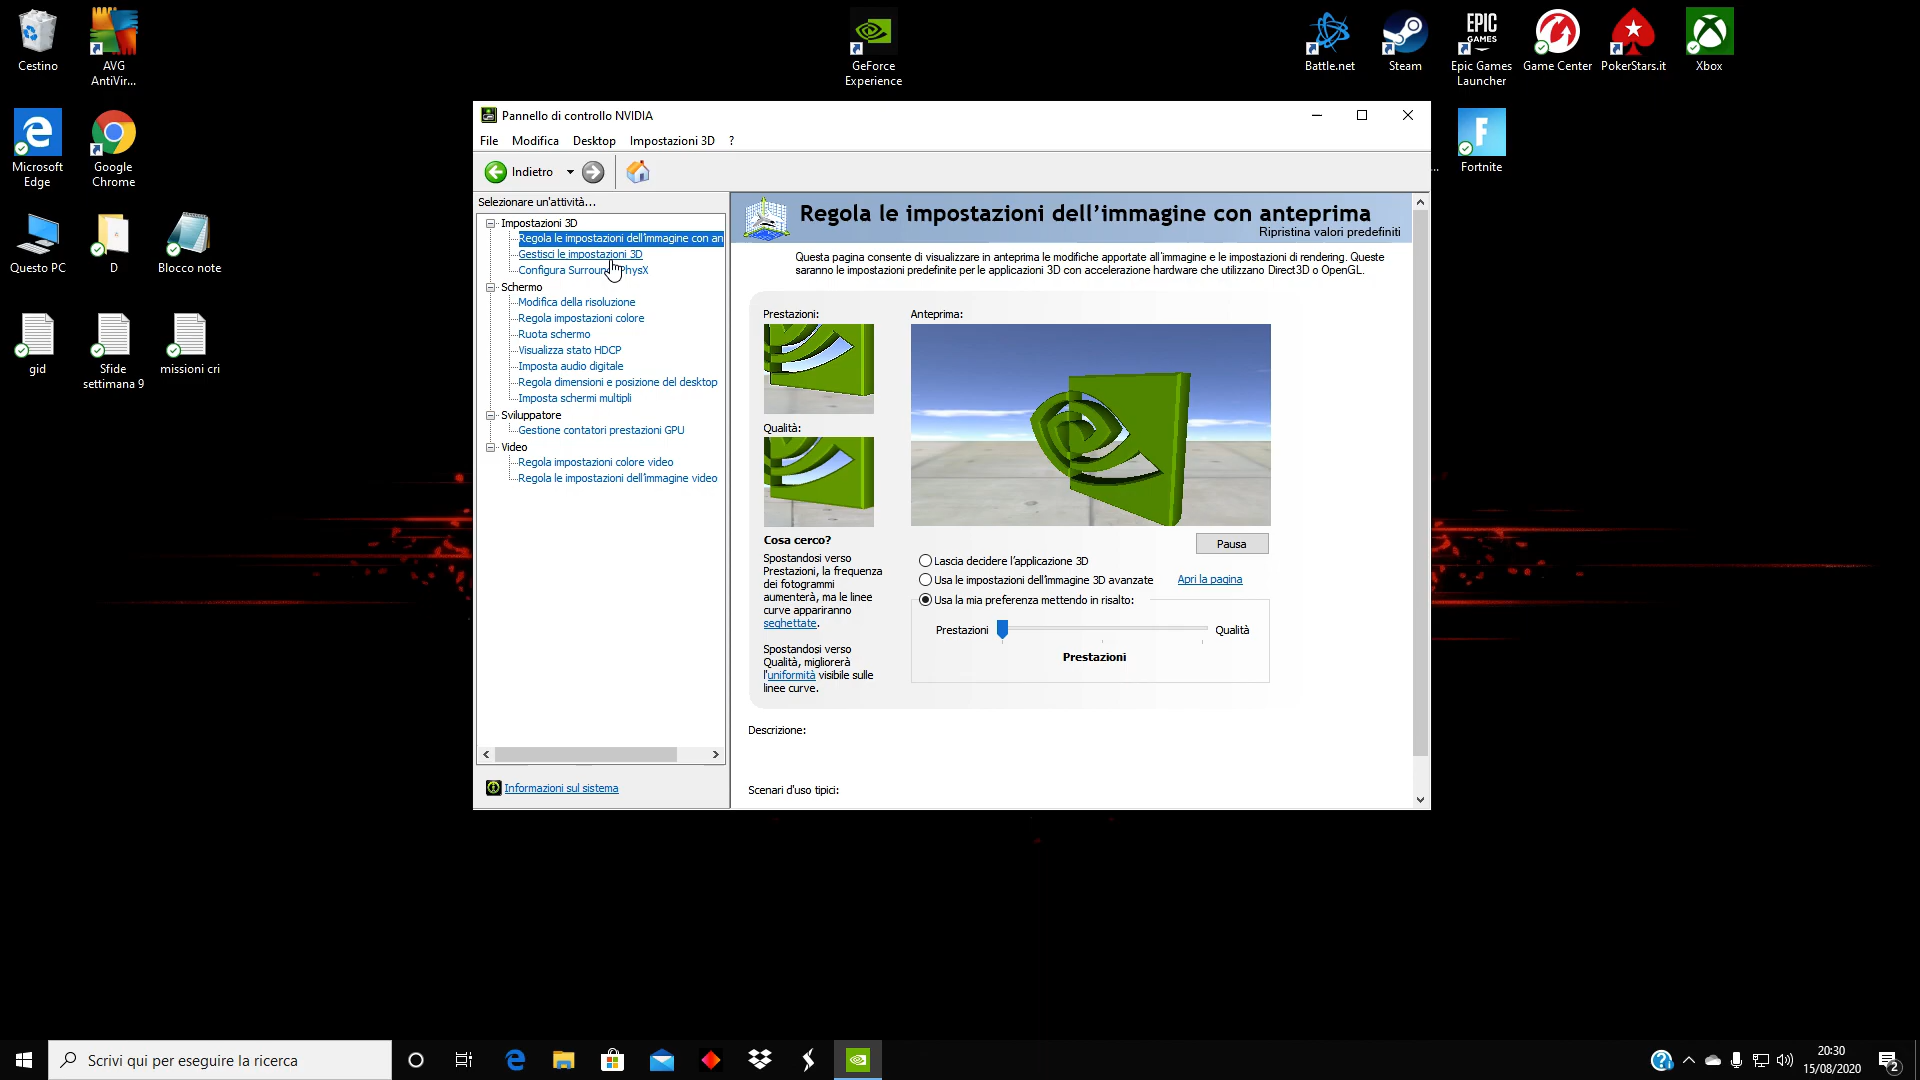 Cestino
AVG
AntiVir...
GeForce
Experience
Battle.net
Steam
EPIC
GAMES
Epic Games
Launcher
Game Center
PokerStars.it
Xbox
Microsoft
Edge
Google
Chrome
...
F
Fortnite
Questo PC
D
Blocco note
gid
Sfide
settimana 9
missioni cri
Pannello di controllo NVIDIA
File Modifica Desktop Impostazioni 3D ?
Indietro
Selezionare un'attività...
Impostazioni 3D
Regola le impostazioni dell'immagine con an
Gestisci le impostazioni 3D
Configura Surround, PhysX
Schermo
Modifica della risoluzione
Regola impostazioni colore
Ruota schermo
Visualizza stato HDCP
Imposta audio digitale
Regola dimensioni e posizione del desktop
Imposta schermi multipli
Sviluppatore
Gestione contatori prestazioni GPU
Video
Regola impostazioni colore video
Regola le impostazioni dell'immagine video
Informazioni sul sistema
Regola le impostazioni dell'immagine con anteprima
Ripristina valori predefiniti
Questa pagina consente di visualizzare in anteprima le modifiche apportate all'immagine e le impostazioni di rendering. Queste
saranno le impostazioni predefinite per le applicazioni 3D con accelerazione hardware che utilizzano Direct3D o OpenGL.
Prestazioni:
Anteprima:
Qualità:
Cosa cerco?
Spostandosi verso
Prestazioni, la frequenza
dei fotogrammi
aumenterà, ma le linee
curve appariranno
seghettate.
Spostandosi verso
Qualità, migliorerà
l'uniformità visibile sulle
linee curve.
Pausa
Lascia decidere l'applicazione 3D
Usa le impostazioni dell'immagine 3D avanzate
Apri la pagina
Usa la mia preferenza mettendo in risalto:
Prestazioni
Qualità
Prestazioni
Descrizione:
Scenari d'uso tipici:
Scrivi qui per eseguire la ricerca
20:30
15/08/2020
2